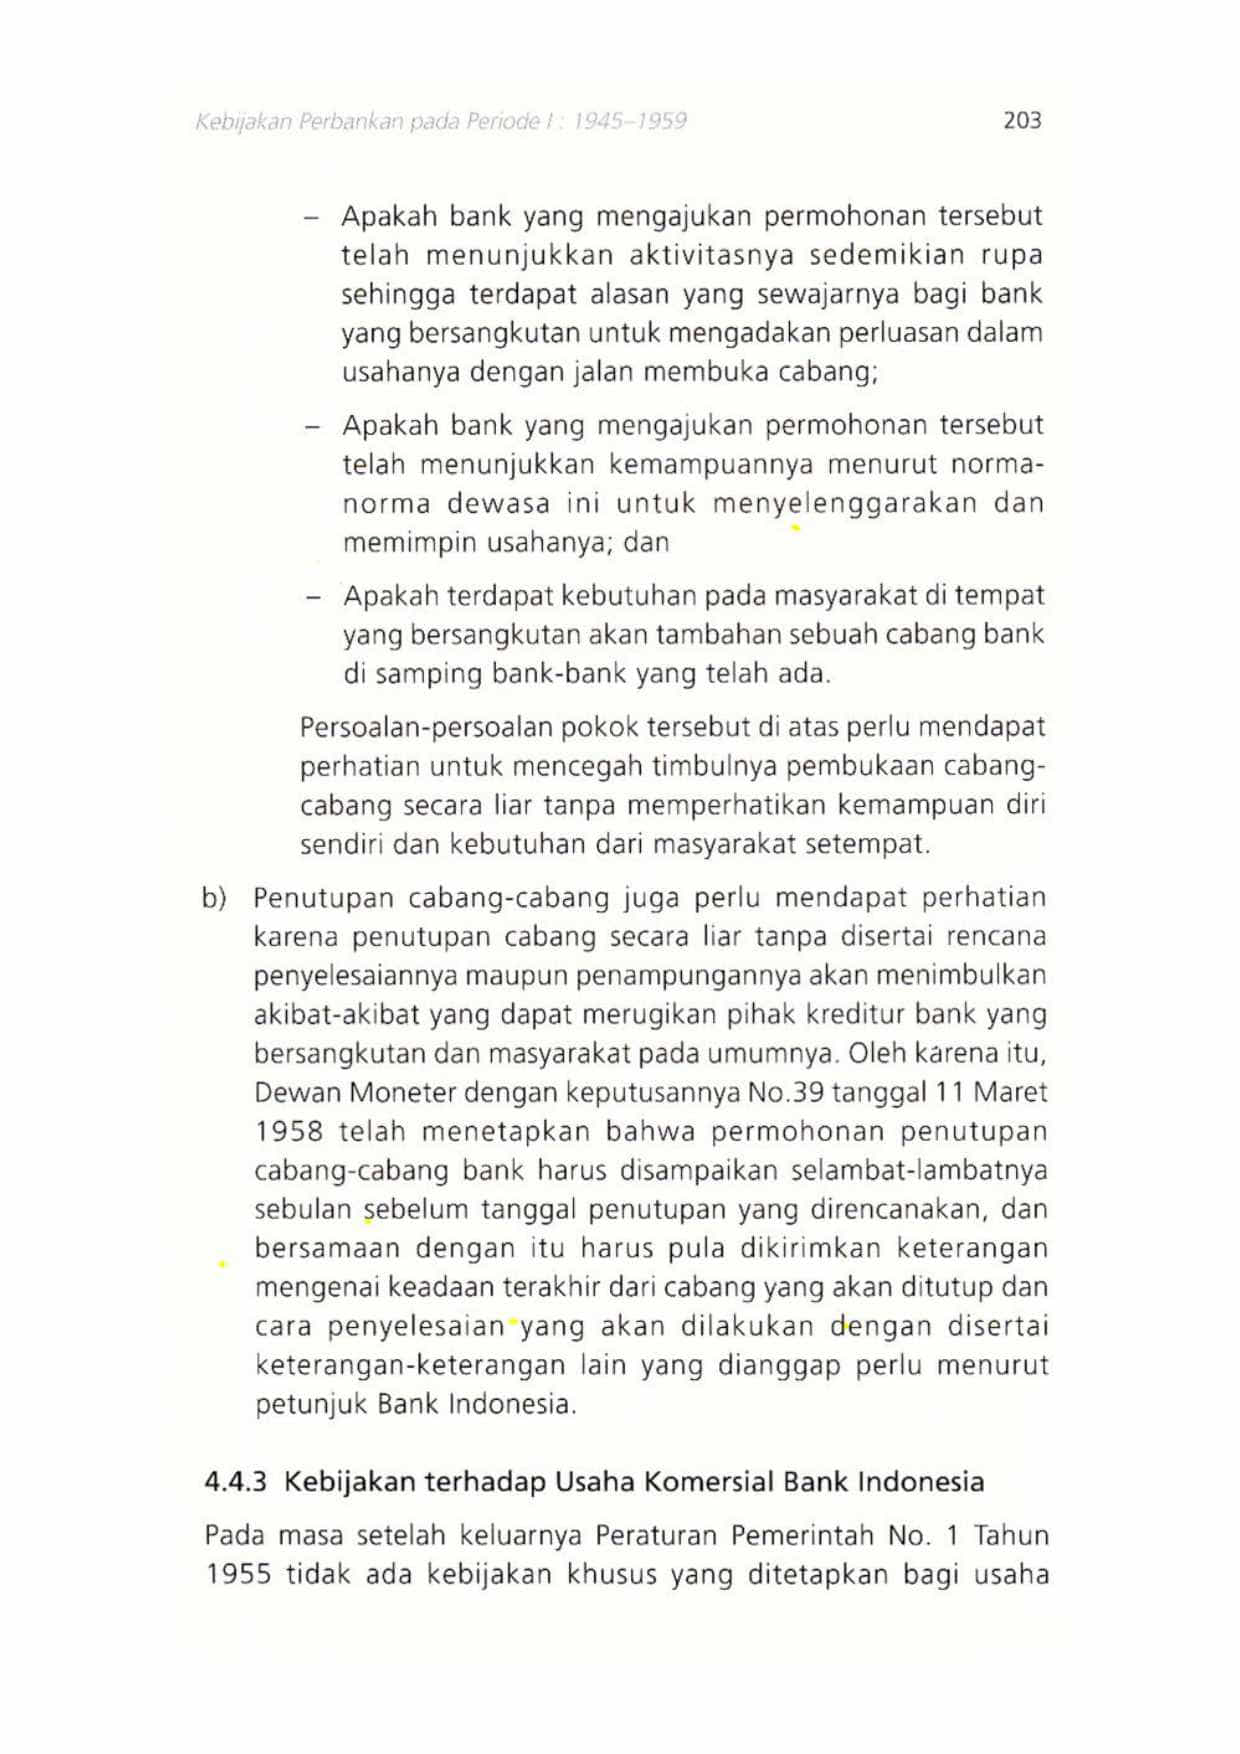 Kebijakan Perbankan pada Periode I : 1945–1959 203
– Apakah bank yang mengajukan permohonan tersebut
telah menunjukkan aktivitasnya sedemikian rupa
sehingga terdapat alasan yang sewajarnya bagi bank
yang bersangkutan untuk mengadakan perluasan dalam
usahanya dengan jalan membuka cabang;
– Apakah bank yang mengajukan permohonan tersebut
telah menunjukkan kemampuannya menurut norma-
norma dewasa ini untuk menyelenggarakan dan
memimpin usahanya; dan
– Apakah terdapat kebutuhan pada masyarakat di tempat
yang bersangkutan akan tambahan sebuah cabang bank
di samping bank-bank yang telah ada.
Persoalan-persoalan pokok tersebut di atas perlu mendapat
perhatian untuk mencegah timbulnya pembukaan cabang-
cabang secara liar tanpa memperhatikan kemampuan diri
sendiri dan kebutuhan dari masyarakat setempat.
b) Penutupan cabang-cabang juga perlu mendapat perhatian
karena penutupan cabang secara liar tanpa disertai rencana
penyelesaiannya maupun penampungannya akan menimbulkan
akibat-akibat yang dapat merugikan pihak kreditur bank yang
bersangkutan dan masyarakat pada umumnya. Oleh karena itu,
Dewan Moneter dengan keputusannya No.39 tanggal 11 Maret
1958 telah menetapkan bahwa permohonan penutupan
cabang-cabang bank harus disampaikan selambat-lambatnya
sebulan sebelum tanggal penutupan yang direncanakan, dan
bersamaan dengan itu harus pula dikirimkan keterangan
mengenai keadaan terakhir dari cabang yang akan ditutup dan
cara penyelesaian yang akan dilakukan dengan disertai
keterangan-keterangan lain yang dianggap perlu menurut
petunjuk Bank Indonesia.
4.4.3 Kebijakan terhadap Usaha Komersial Bank Indonesia
Pada masa setelah keluarnya Peraturan Pemerintah No. 1 Tahun
1955 tidak ada kebijakan khusus yang ditetapkan bagi usaha